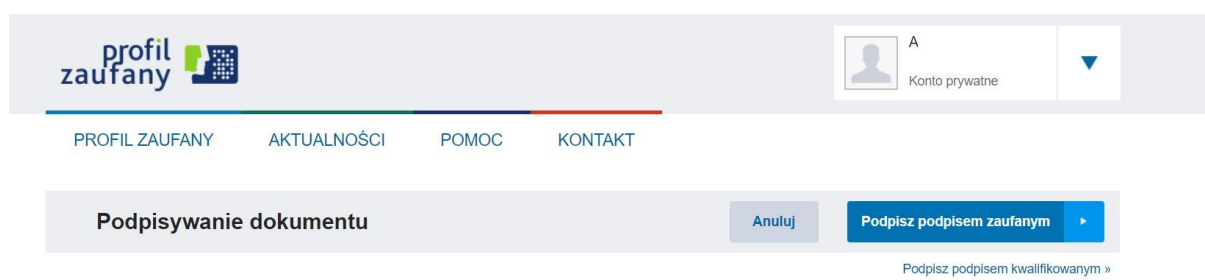 profil
zaufany
A
Konto prywatne
PROFIL ZAUFANY AKTUALNOŚCI POMOC KONTAKT
Podpisywanie dokumentu Anuluj Podpisz podpisem zaufanym
Podpisz podpisem kwalifikowanym »